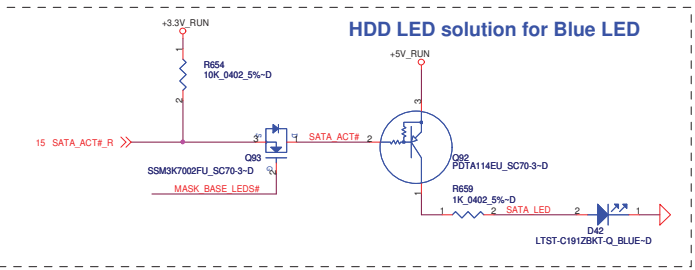 HDD LED solution for Blue LED
+3.3V_RUN
+5V_RUN
1
R654
10K_0402_5%~D
2
3
15 SATA_ACT#_R
3
S
D
1
SATA_ACT#
2
Q93
G
2
SSM3K7002FU_SC70-3~D
Q92
PDTA114EU_SC70-3~D
MASK_BASE_LEDS#
1
R659
1K_0402_5%~D
1
2
SATA_LED
2
1
D42
LTST-C191ZBKT-Q_BLUE~D